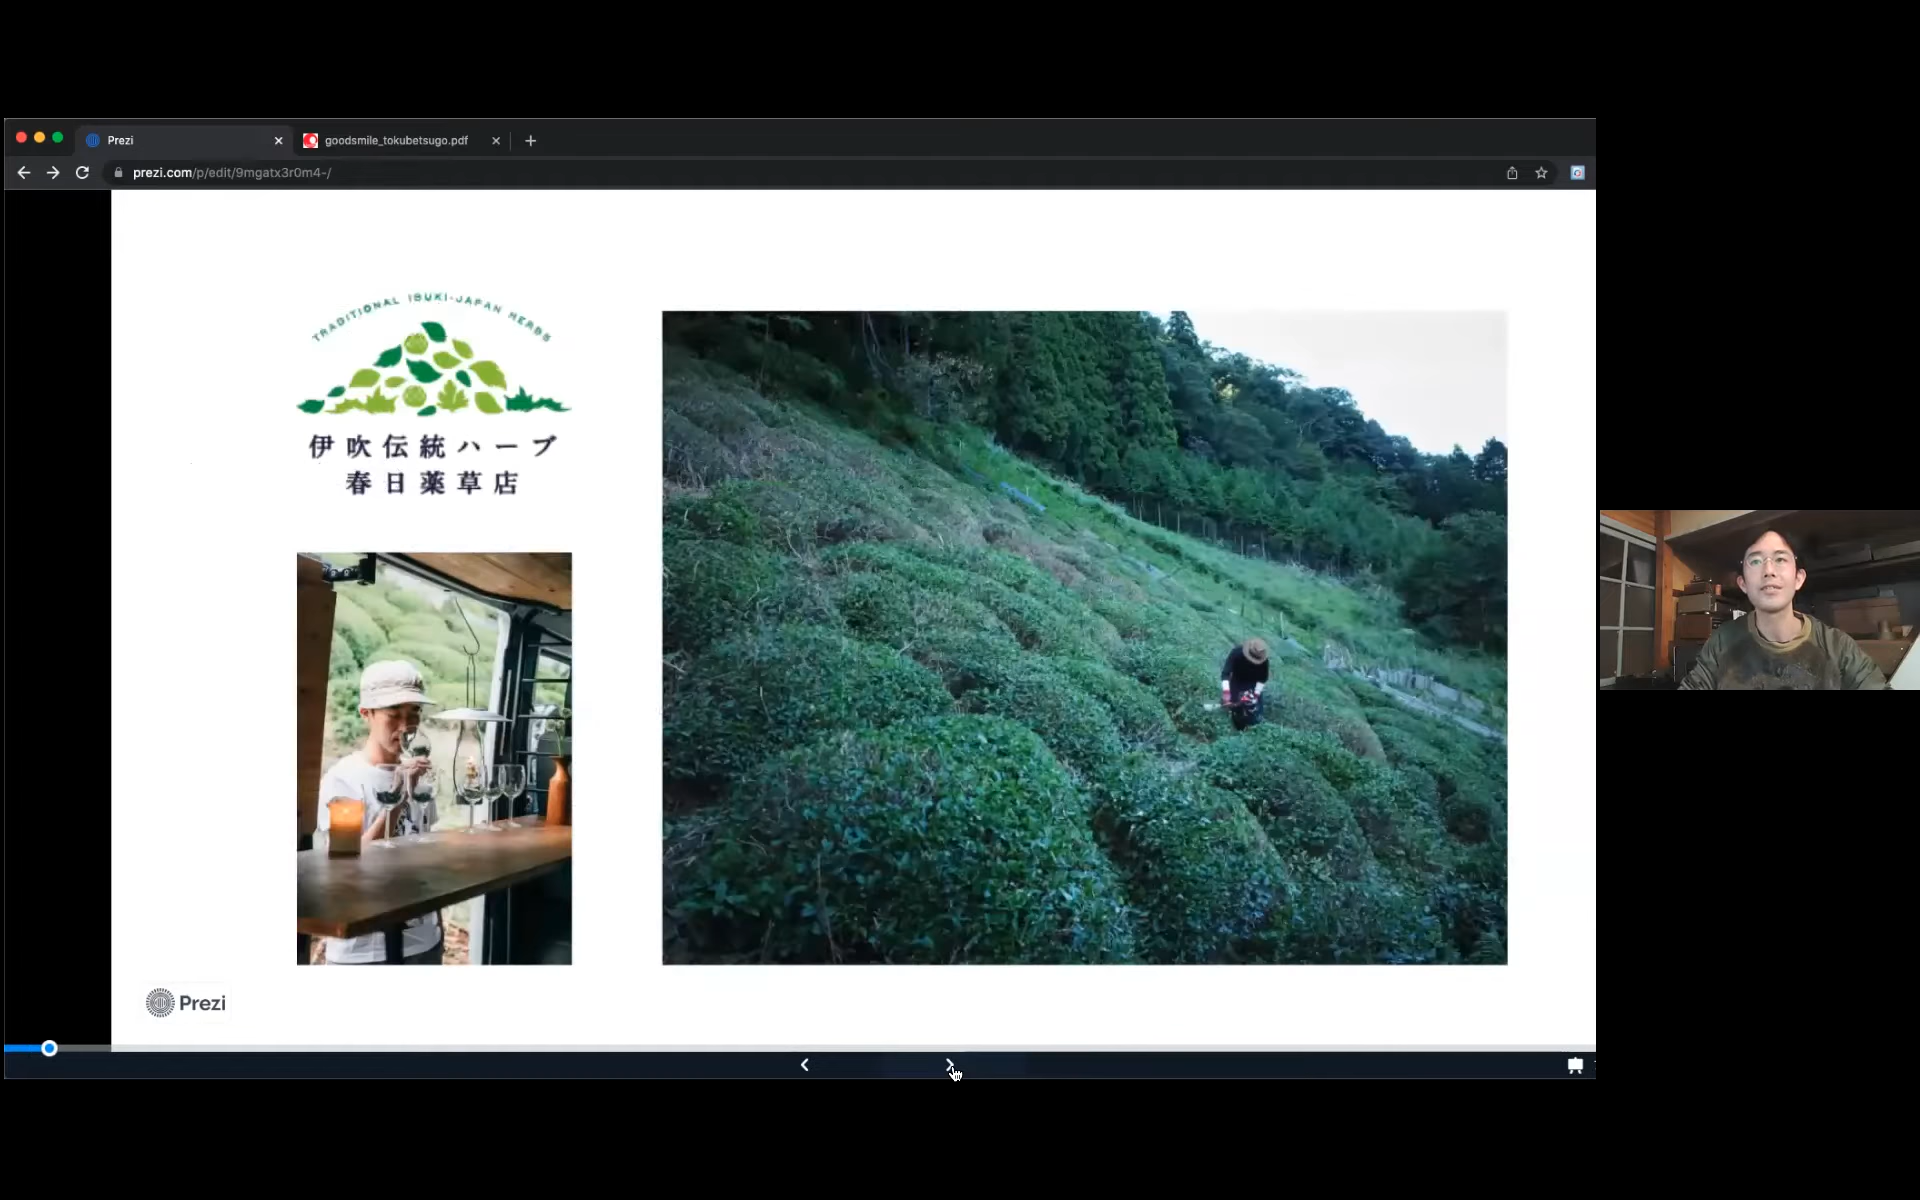 Prezi
goodsmile_tokubetsugo.pdf
prezi.com/p/edit/9mgatx3r0m4-/
TRADITIONAL IBUKI-JAPAN HERBS
伊吹伝統ハーブ
春日薬草店
Prezi